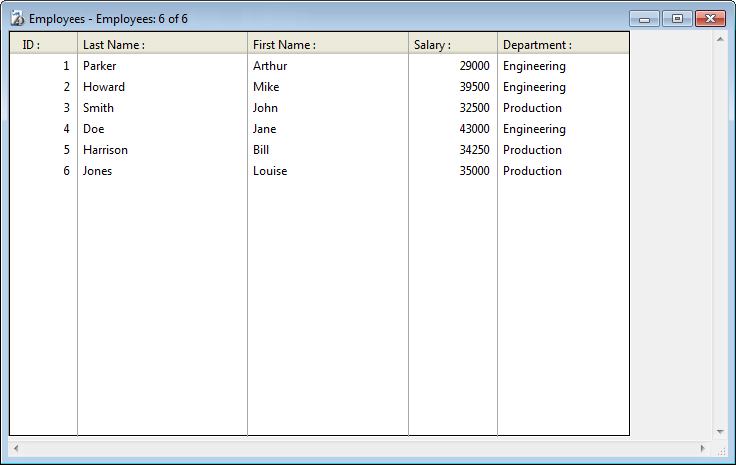 Employees - Employees: 6 of 6
ID : Last Name : First Name : Salary : Department :
1 Parker Arthur 29000 Engineering
2 Howard Mike 39500 Engineering
3 Smith John 32500 Production
4 Doe Jane 43000 Engineering
5 Harrison Bill 34250 Production
6 Jones Louise 35000 Production